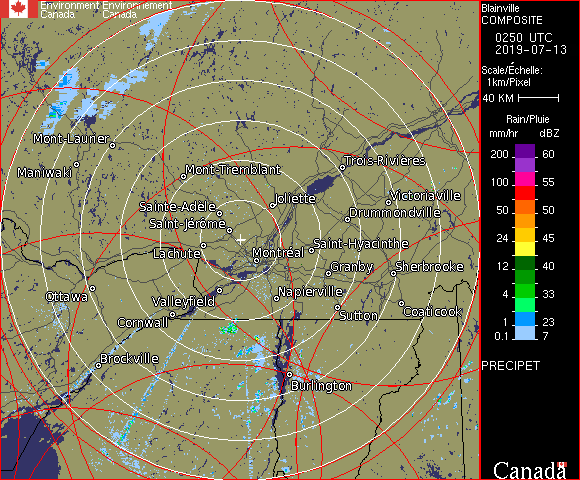 Environment Environnement
Canada Canada
Mont-Laurier
Maniwaki
Mont-Tremblant
Trois-Rivières
Sainte-Adèle
Joliette
Victoriaville
Drummondville
Saint-Jérôme
Lachute
Montréal
Saint-Hyacinthe
Granby
Sherbrooke
Ottawa
Valleyfield
Napierville
Cornwall
Sutton
Coaticook
Brockville
Burlington
Blainville
COMPOSITE
0250 UTC
2019-07-13
Scale/Échelle:
1km/Pixel
40 KM
Rain/Pluie
mm/hr dBZ
200 60
100 55
50 50
24 45
12 40
4 33
1 23
0.1 7
PRECIPET
Canada